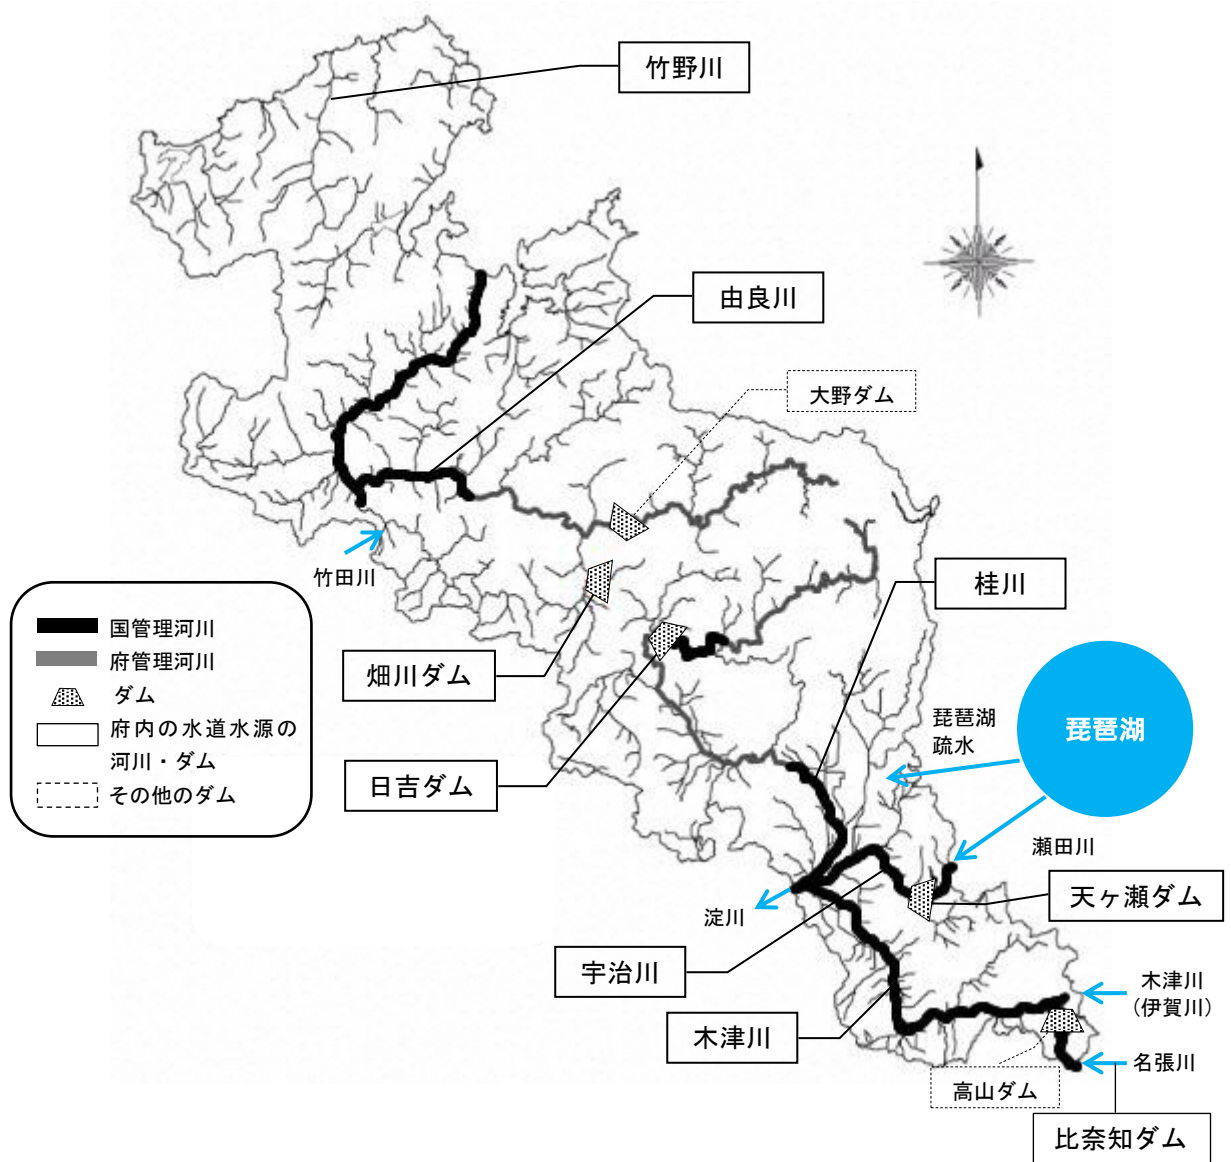 竹野川
由良川
大野ダム
竹田川
桂川
国管理河川
府管理河川
ダム
府内の水道水源の
河川・ダム
その他のダム
畑川ダム
日吉ダム
琵琶湖
疏水
琵琶湖
瀬田川
天ヶ瀬ダム
淀川
宇治川
木津川
木津川
(伊賀川)
名張川
高山ダム
比奈知ダム